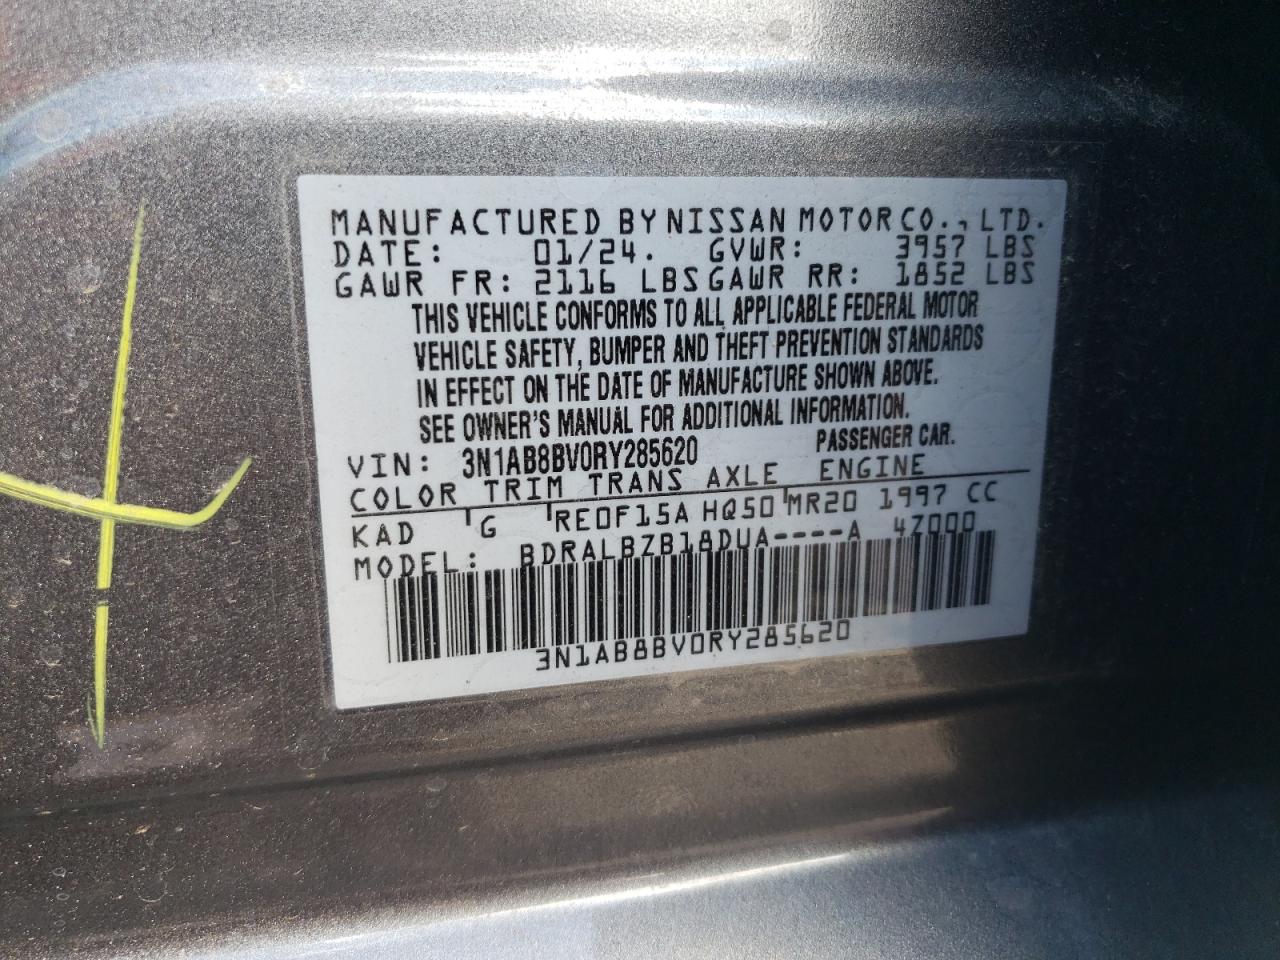 MANUFACTURED BY NISSAN MOTOR CO., LTD.
DATE: 01/24. GVWR: 3957 LBS
GAWR FR: 2116 LBS GAWR RR: 1852 LBS
THIS VEHICLE CONFORMS TO ALL APPLICABLE FEDERAL MOTOR
VEHICLE SAFETY, BUMPER AND THEFT PREVENTION STANDARDS
IN EFFECT ON THE DATE OF MANUFACTURE SHOWN ABOVE.
SEE OWNER'S MANUAL FOR ADDITIONAL INFORMATION.
VIN: 3N1AB8BV0RY285620 PASSENGER CAR.
COLOR TRIM TRANS AXLE ENGINE
KAD G RE0F15A HQ50 MR20 1997 CC
MODEL: BDRALBZB18DUA----A 4Z000
3N1AB8BV0RY285620